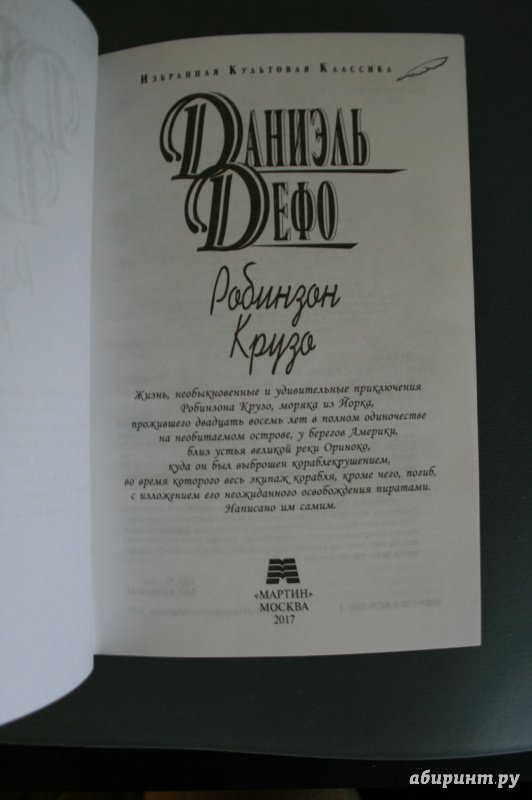 Избранная Культовая Классика
Даниэль
Дефо
Робинзон
Крузо
Жизнь, необыкновенные и удивительные приключения
Робинзона Крузо, моряка из Йорка,
прожившего двадцать восемь лет в полном одиночестве
на необитаемом острове, у берегов Америки,
близ устья великой реки Ориноко,
куда он был выброшен кораблекрушением,
во время которого весь экипаж корабля, кроме него, погиб,
с изложением его неожиданного освобождения пиратами.
Написано им самим.
«МАРТИН»
МОСКВА
2017
абиринт.ру